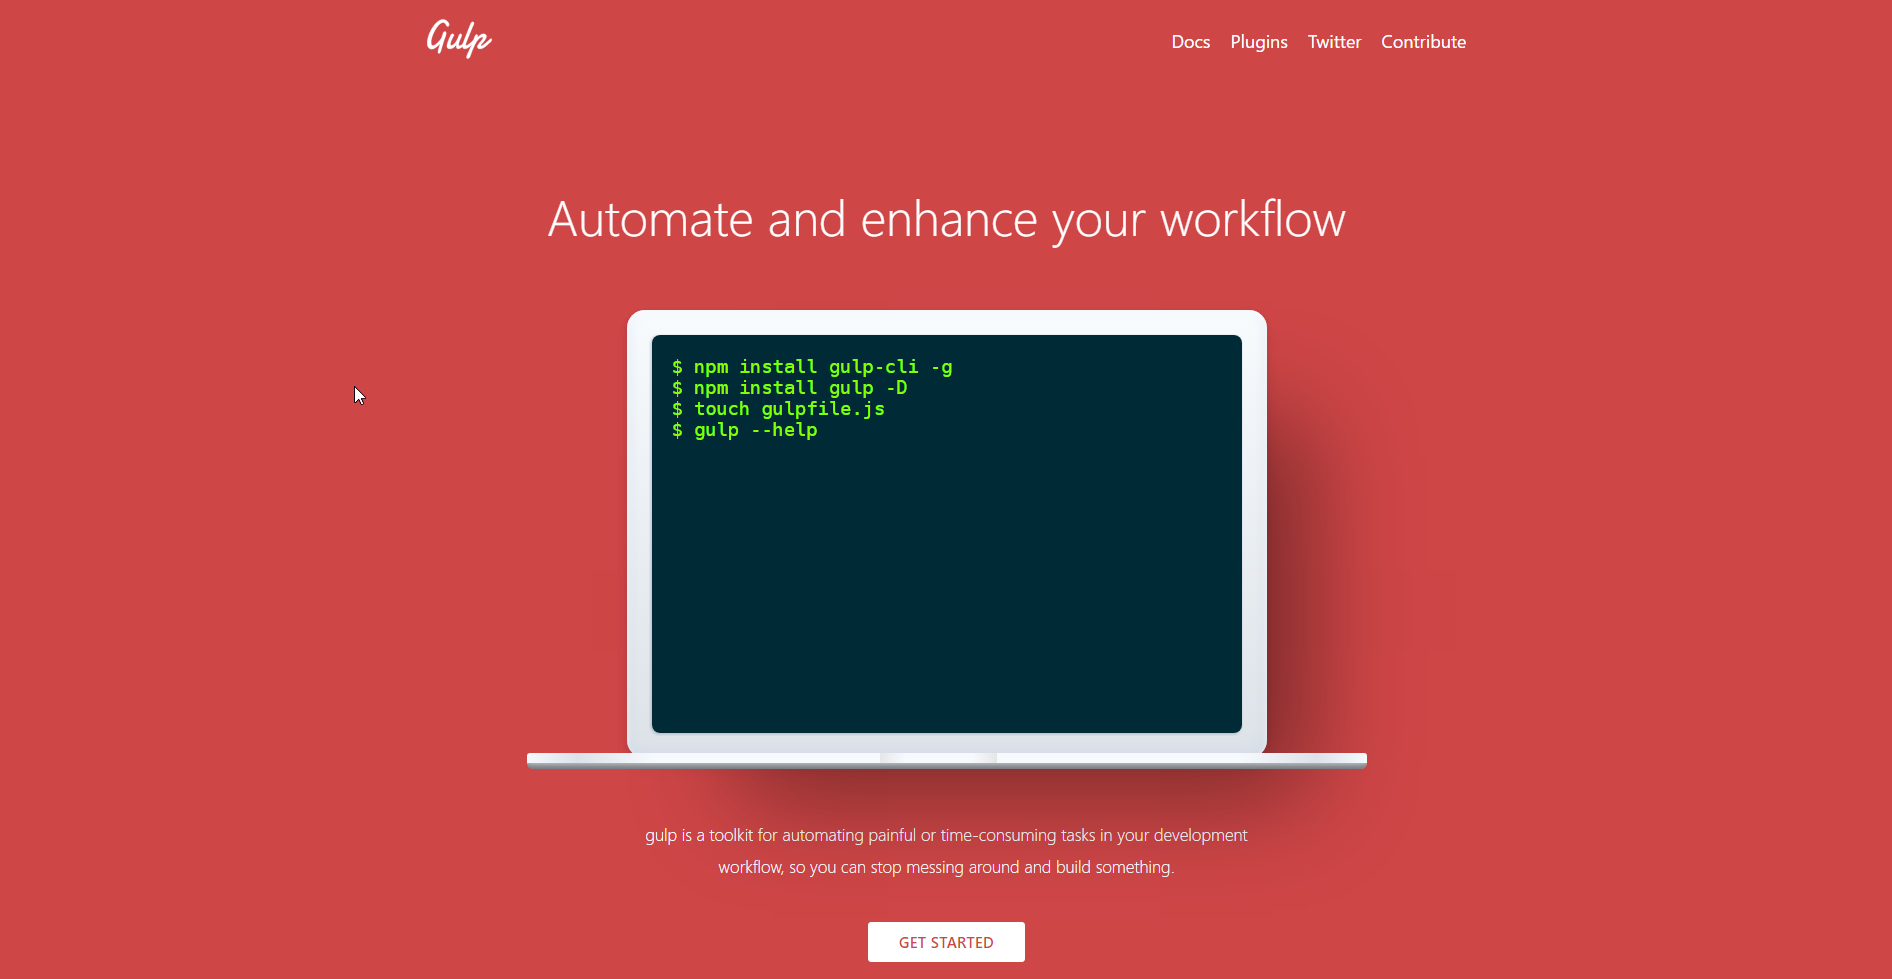 Gulp
Docs Plugins Twitter Contribute
Automate and enhance your workflow
$ npm install gulp-cli -g
$ npm install gulp -D
$ touch gulpfile.js
$ gulp --help
gulp is a toolkit for automating painful or time-consuming tasks in your development
workflow, so you can stop messing around and build something.
GET STARTED